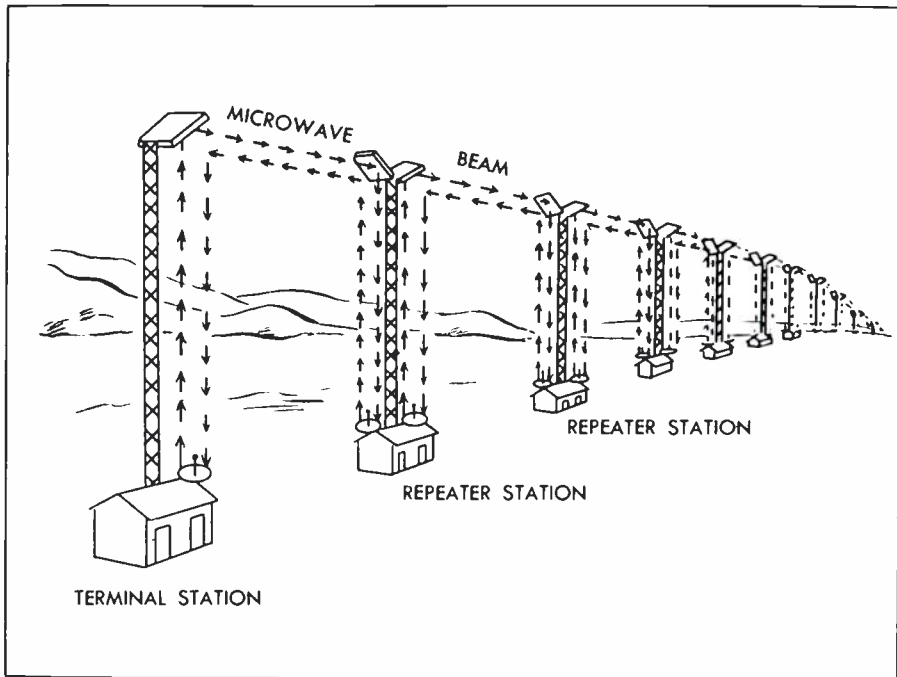 MICROWAVE
BEAM
REPEATER STATION
REPEATER STATION
TERMINAL STATION